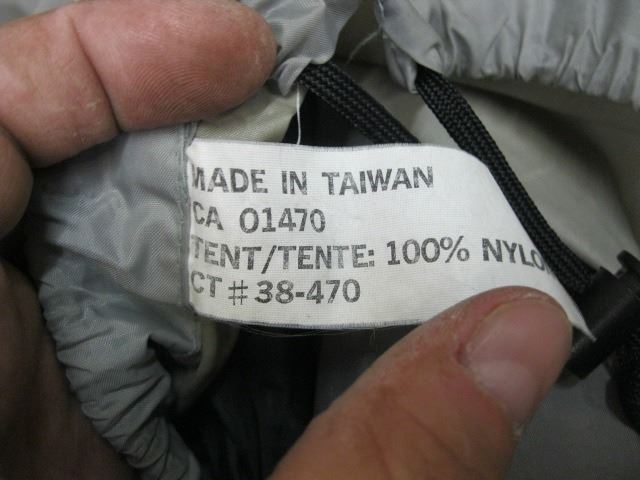 MADE IN TAIWAN
CA 01470
TENT/TENTE: 100% NYLON
CT # 38-470